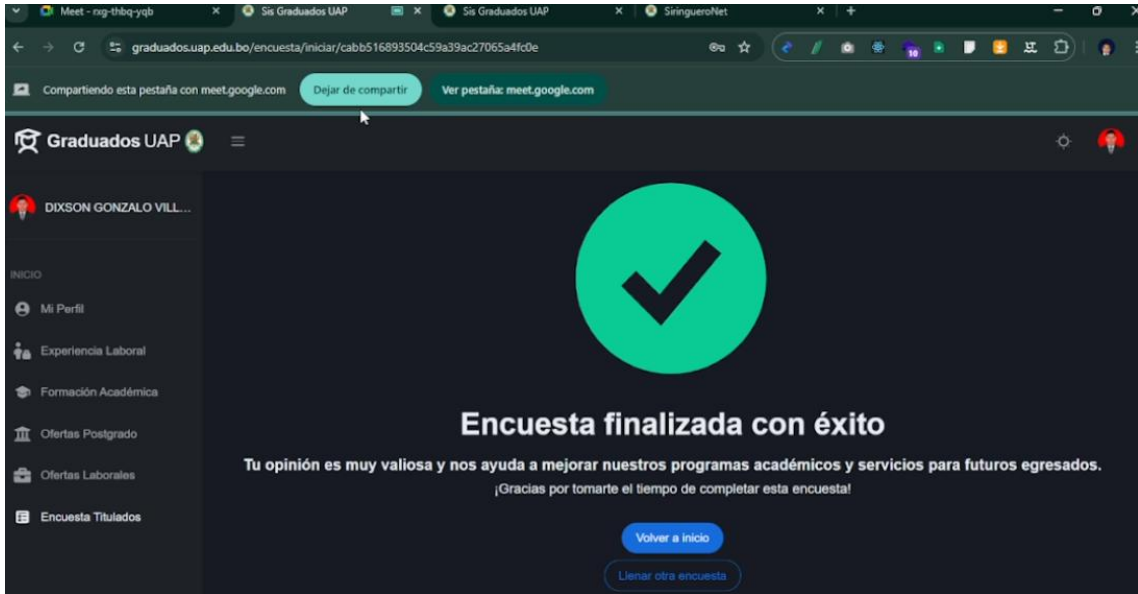 Meet - rxg-thbq-yqb
Sis Graduados UAP
Sis Graduados UAP
SiringueroNet
graduados.uap.edu.bo/encuesta/iniciar/cabb516893504c59a39ac27065a4fc0e
10
Compartiendo esta pestaña con meet.google.com
Dejar de compartir
Ver pestaña: meet.google.com
Graduados UAP
DIXSON GONZALO VILL...
INICIO
Mi Perfil
Experiencia Laboral
Formación Académica
Ofertas Postgrado
Ofertas Laborales
Encuesta Titulados
Encuesta finalizada con éxito
Tu opinión es muy valiosa y nos ayuda a mejorar nuestros programas académicos y servicios para futuros egresados.
¡Gracias por tomarte el tiempo de completar esta encuesta!
Volver a inicio
Llenar otra encuesta